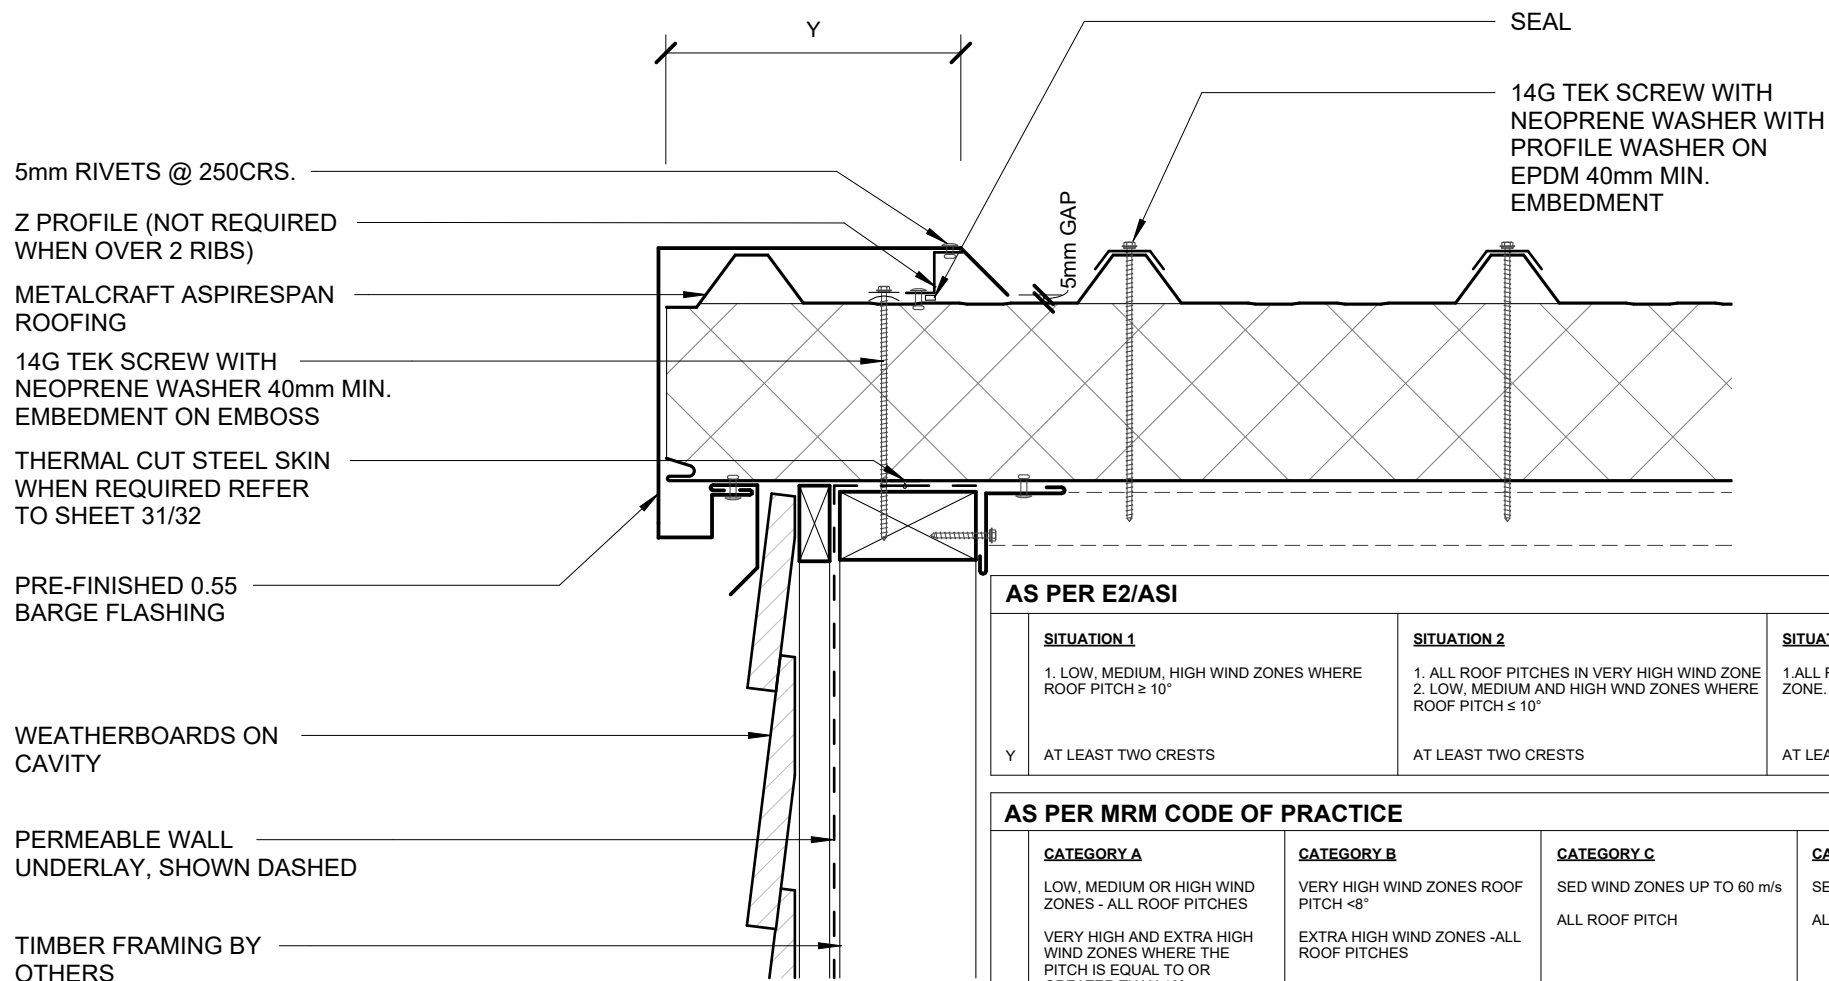 Y
SEAL
14G TEK SCREW WITH
NEOPRENE WASHER WITH
PROFILE WASHER ON
EPDM 40mm MIN.
EMBEDMENT
5mm RIVETS @ 250CRS.
Z PROFILE (NOT REQUIRED
WHEN OVER 2 RIBS)
METALCRAFT ASPIRESPAN
ROOFING
14G TEK SCREW WITH
NEOPRENE WASHER 40mm MIN.
EMBEDMENT ON EMBOSS
THERMAL CUT STEEL SKIN
WHEN REQUIRED REFER
TO SHEET 31/32
PRE-FINISHED 0.55
BARGE FLASHING
WEATHERBOARDS ON
CAVITY
PERMEABLE WALL
UNDERLAY, SHOWN DASHED
TIMBER FRAMING BY
OTHERS
5mm GAP
AS PER E2/ASI
SITUATION 1
1. LOW, MEDIUM, HIGH WIND ZONES WHERE
ROOF PITCH ≥ 10°
SITUATION 2
1. ALL ROOF PITCHES IN VERY HIGH WIND ZONE
2. LOW, MEDIUM AND HIGH WND ZONES WHERE
ROOF PITCH ≤ 10°
1.ALL
ZONE.
Y
AT LEAST TWO CRESTS
AT LEAST TWO CRESTS
AT
AS PER MRM CODE OF PRACTICE
CATEGORY A
LOW, MEDIUM OR HIGH WIND
ZONES - ALL ROOF PITCHES
VERY HIGH AND EXTRA HIGH
WIND ZONES WHERE THE
PITCH IS EQUAL TO OR
CATEGORY B
VERY HIGH WIND ZONES ROOF
PITCH <8°
EXTRA HIGH WIND ZONES -ALL
ROOF PITCHES
CATEGORY C
SED WIND ZONES UP TO 60 m/s
ALL ROOF PITCH